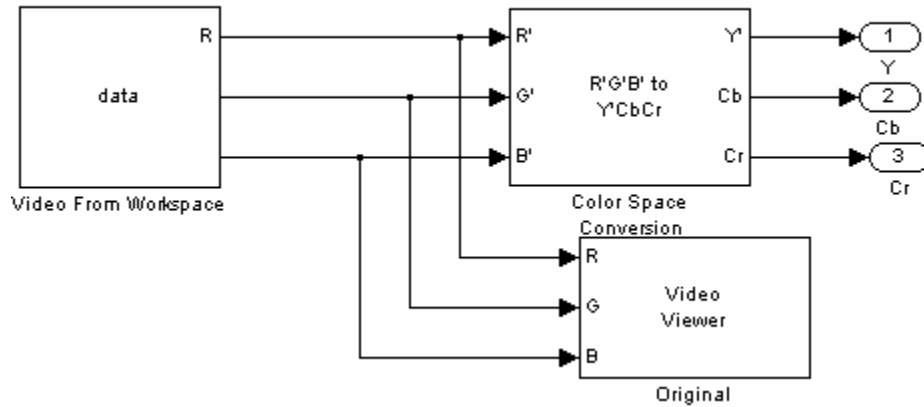 R
data
Video From Workspace
R'
G'
B'
R'G'B' to
Y'CbCr
Y'
Cb
Cr
Color Space
Conversion
1
Y
2
Cb
3
Cr
R
G
B
Video
Viewer
Original